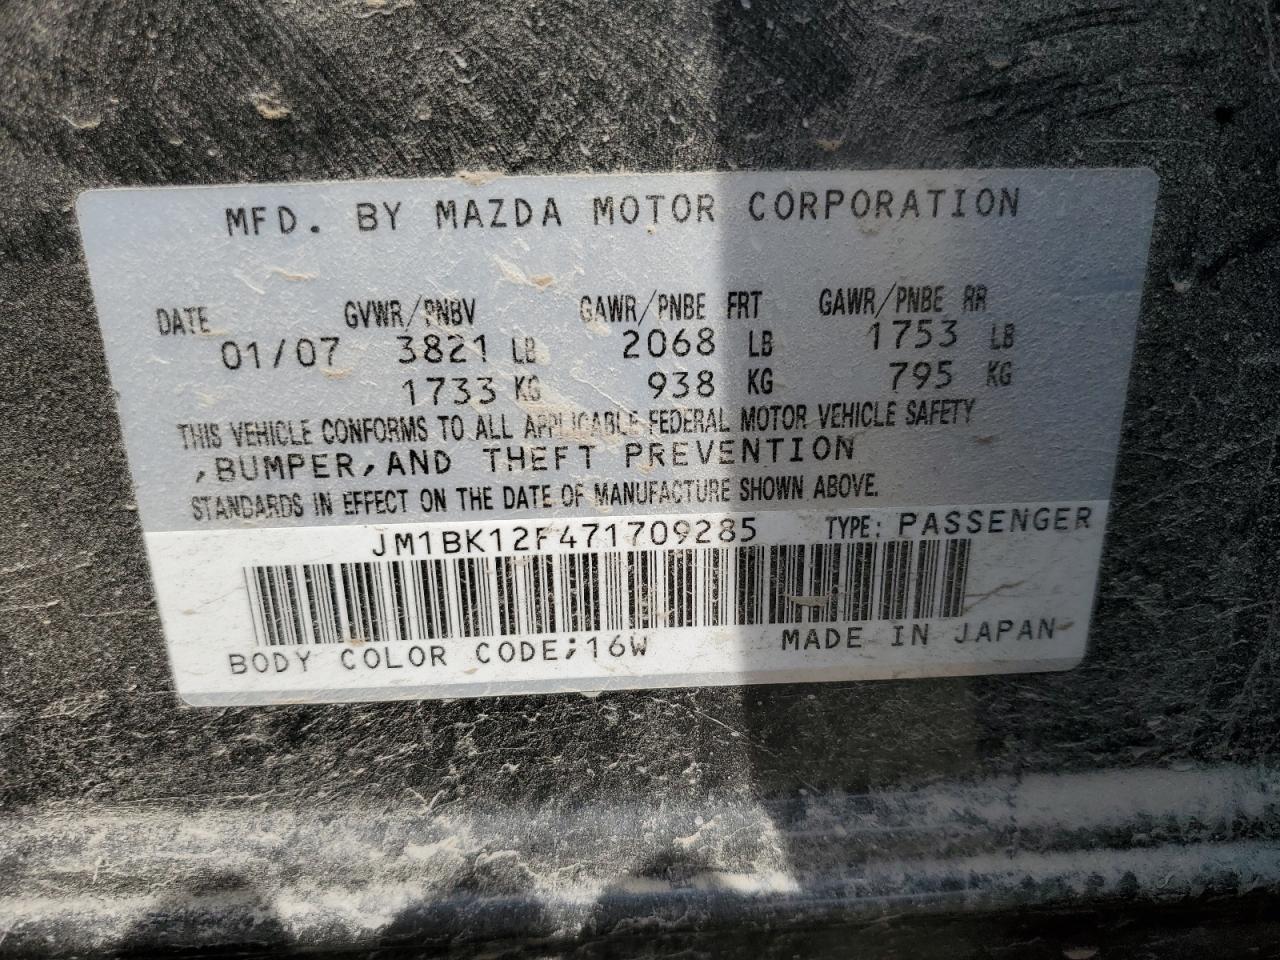 MFD. BY MAZDA MOTOR CORPORATION
DATE GVWR/PNBV GAWR/PNBE FRT GAWR/PNBE RR
01/07 3821 LB 2068 LB 1753 LB
1733 KG 938 KG 795 KG
THIS VEHICLE CONFORMS TO ALL APPLICABLE FEDERAL MOTOR VEHICLE SAFETY
,BUMPER,AND THEFT PREVENTION
STANDARDS IN EFFECT ON THE DATE OF MANUFACTURE SHOWN ABOVE.
JM1BK12F471709285 TYPE: PASSENGER
BODY COLOR CODE;16W MADE IN JAPAN